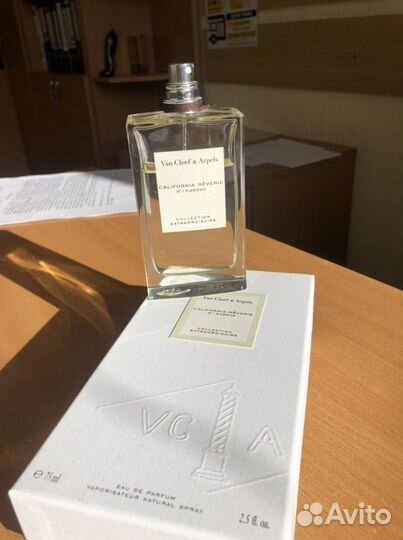 Van Cleef & Arpels
CALIFORNIA RÊVERIE
COLLECTION
EXTRAORDINAIRE
Van Cleef & Arpels
CALIFORNIA RÊVERIE
COLLECTION
EXTRAORDINAIRE
VC A
℮ 75 ml
EAU DE PARFUM
VAPORISATEUR NATURAL SPRAY
2.5 fl. oz.
Avito